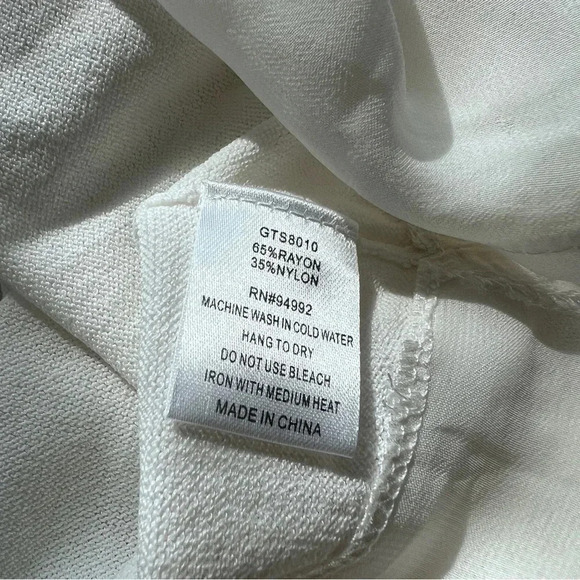 GTS8010
65%RAYON
35%NYLON
RN#94992
MACHINE WASH IN COLD WATER
HANG TO DRY
DO NOT USE BLEACH
IRON WITH MEDIUM HEAT
MADE IN CHINA